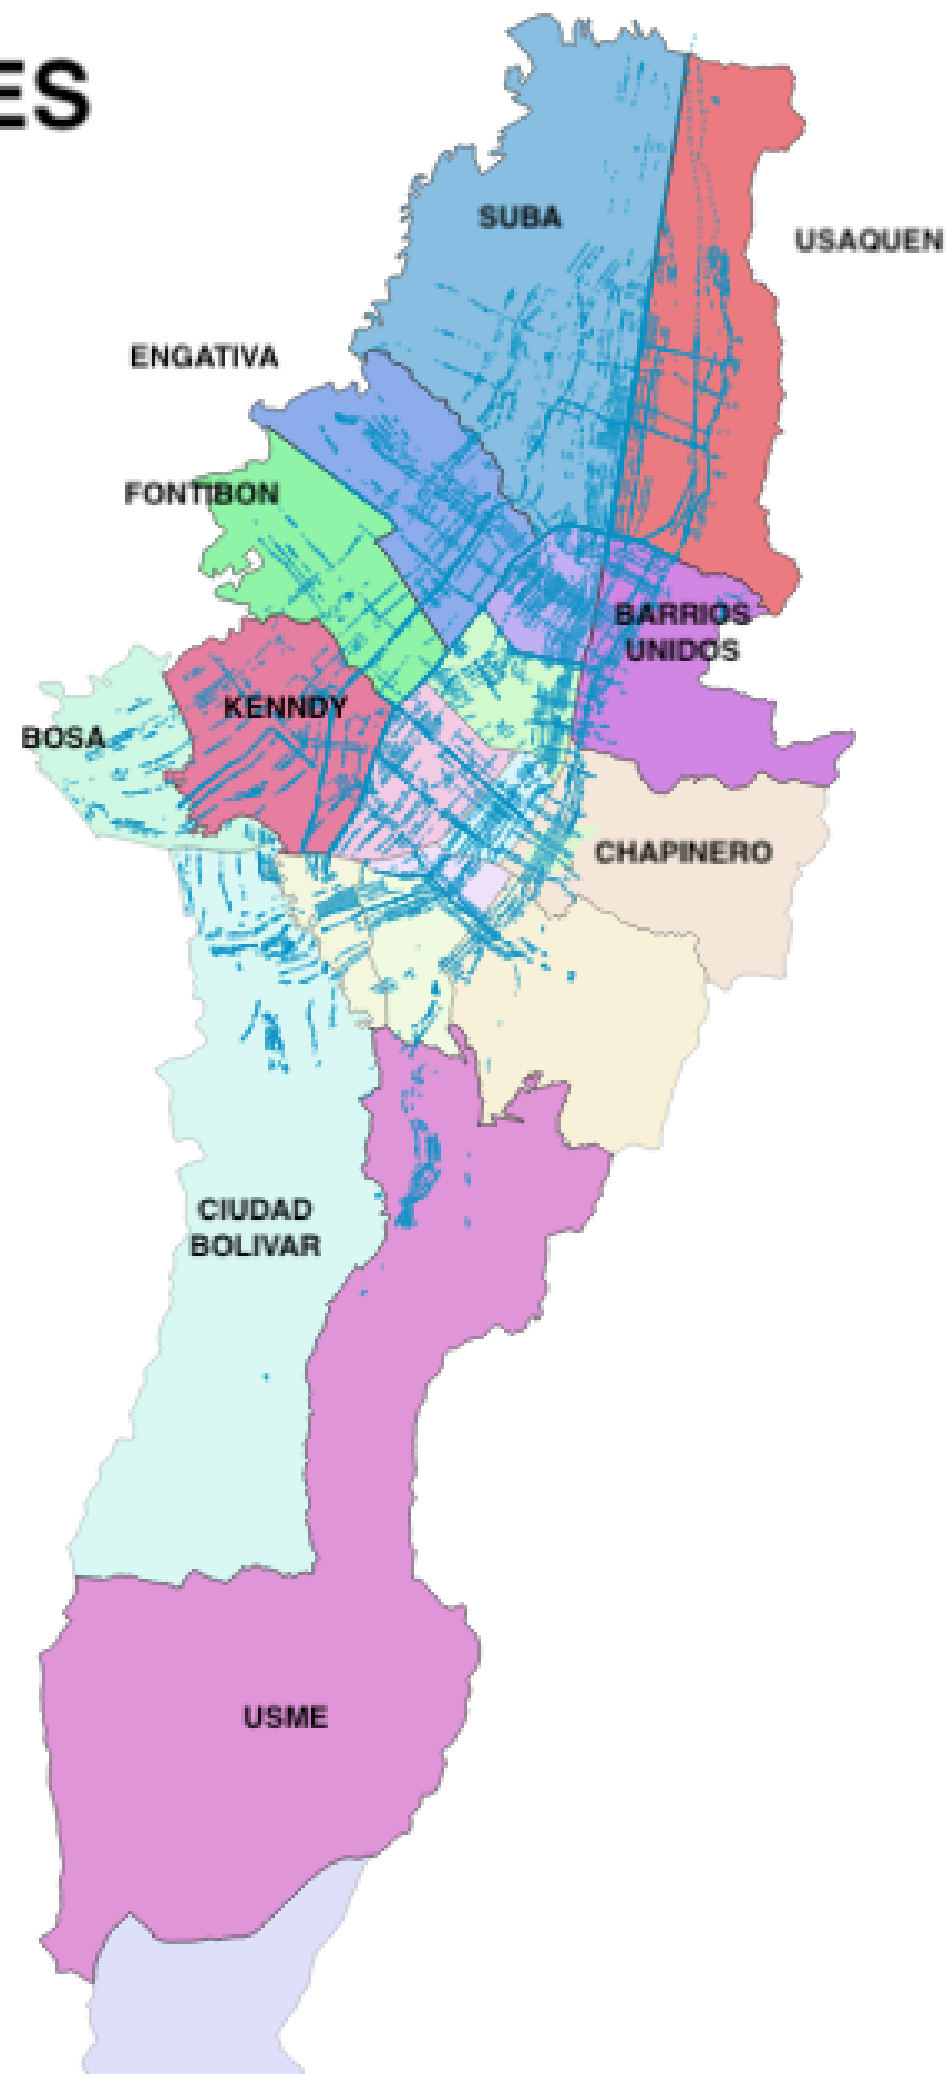 ES
SUBA
USAQUEN
ENGATIVA
FONTIBON
BARRIOS
UNIDOS
KENNDY
BOSA
CHAPINERO
CIUDAD
BOLIVAR
USME